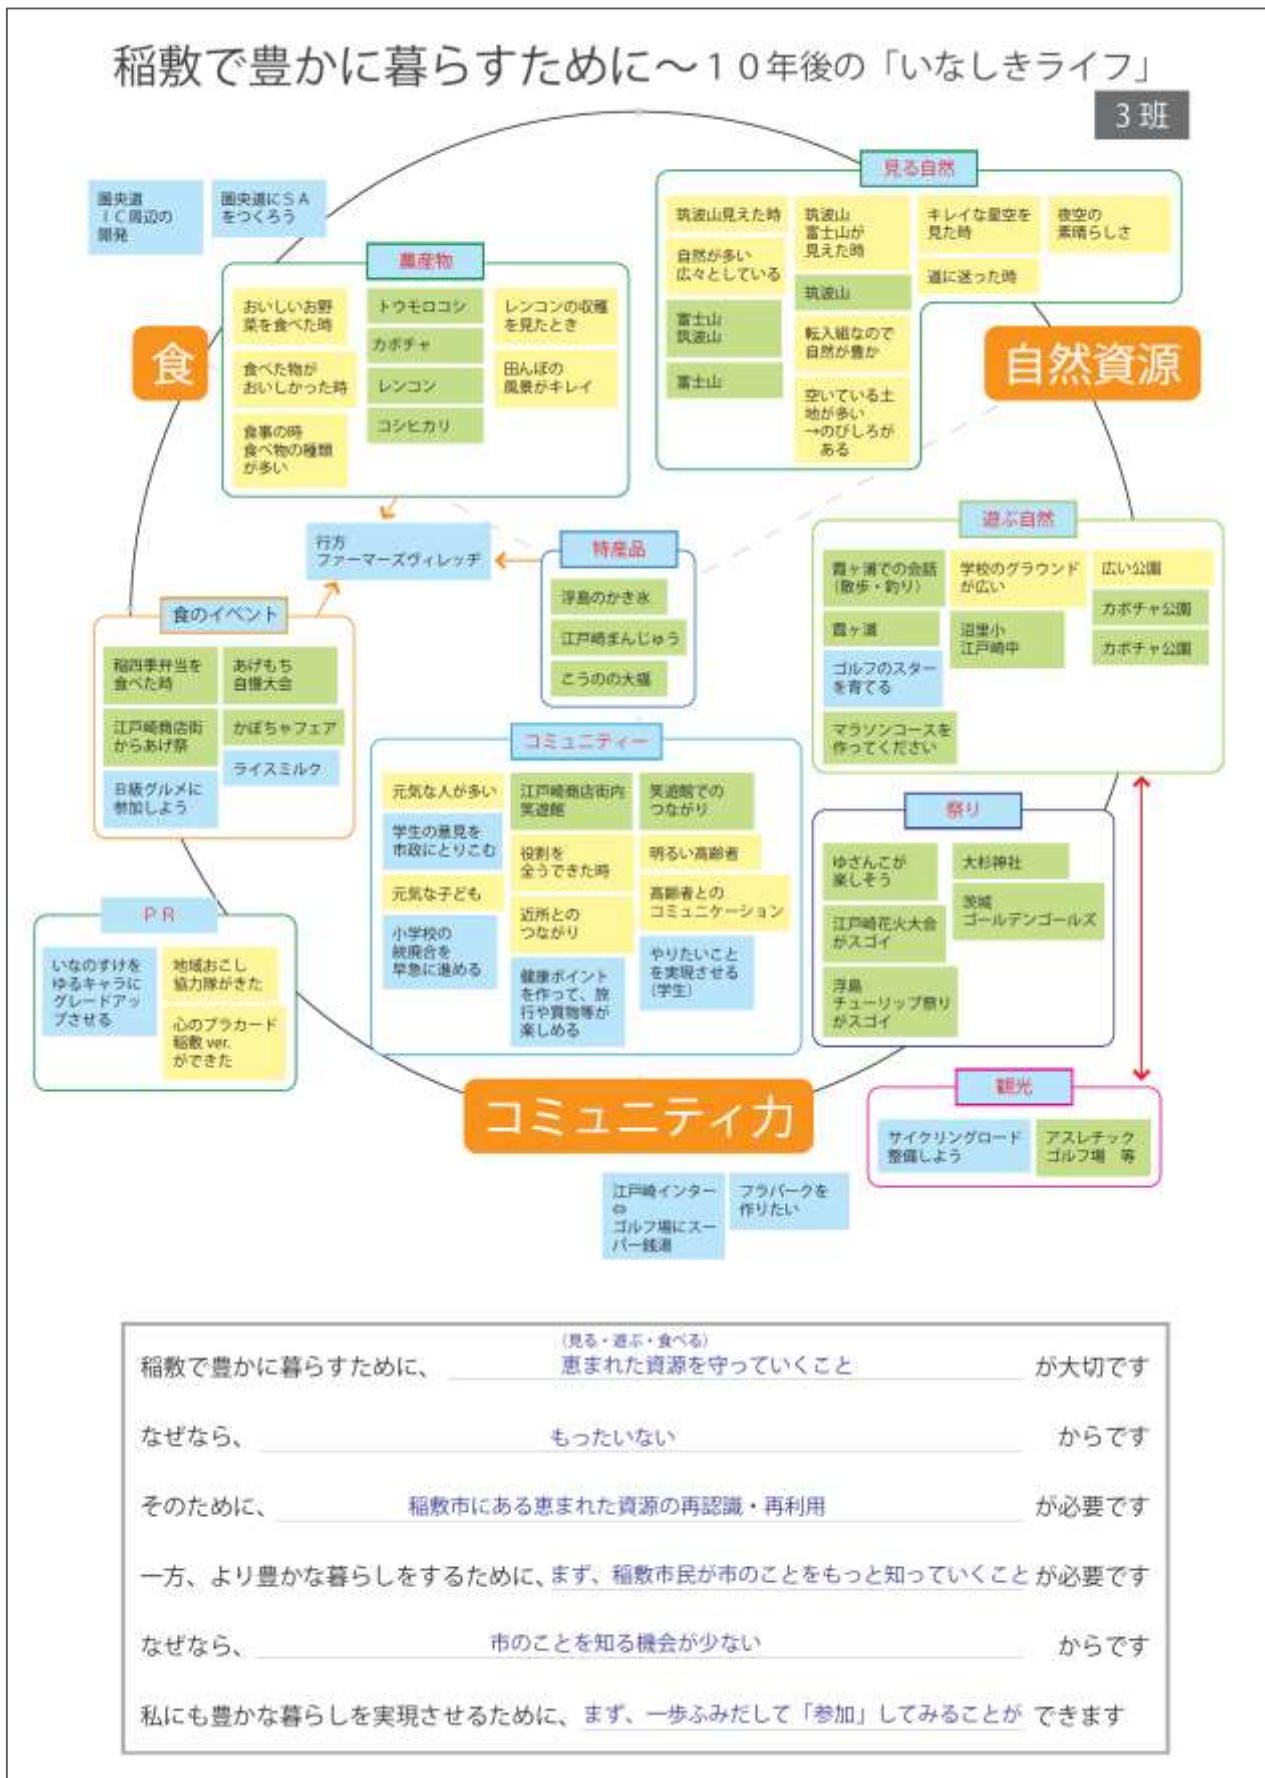 稲敷で豊かに暮らすために～１０年後の「いなしきライフ」
３班
圏央道
ＩＣ周辺の
開発
圏央道にＳＡ
をつくろう
食
農産物
おいしいお野
菜を食べた時
食べた物が
おいしかった時
食事の時
食べ物の種類
が多い
トウモロコシ
カボチャ
レンコン
コシヒカリ
レンコンの収穫
を見たとき
田んぼの
風景がキレイ
見る自然
筑波山見えた時
自然が多い
広々としている
富士山
筑波山
富士山
筑波山
富士山が
見えた時
筑波山
転入組なので
自然が豊か
空いている土
地が多い
→のびしろが
ある
キレイな星空を
見た時
道に迷った時
夜空の
素晴らしさ
自然資源
行方
ファーマーズヴィレッヂ
特産品
浮島のかき氷
江戸崎まんじゅう
こうのの大福
遊ぶ自然
霞ヶ浦での会話
（散歩・釣り）
霞ヶ浦
ゴルフのスター
を育てる
マラソンコースを
作ってください
学校のグラウンド
が広い
沼里小
江戸崎中
広い公園
カボチャ公園
カボチャ公園
食のイベント
稲四季弁当を
食べた時
江戸崎商店街
からあげ祭
Ｂ級グルメに
参加しよう
あげもち
自慢大会
かぼちゃフェア
ライスミルク
コミュニティー
元気な人が多い
学生の意見を
市政にとりこむ
元気な子ども
小学校の
統廃合を
早急に進める
江戸崎商店街内
笑遊館
役割を
全うできた時
近所との
つながり
健康ポイント
を作って、旅
行や買物等が
楽しめる
笑遊館での
つながり
明るい高齢者
高齢者との
コミュニケーション
やりたいこと
を実現させる
（学生）
祭り
ゆさんこが
楽しそう
江戸崎花火大会
がスゴイ
浮島
チューリップ祭り
がスゴイ
大杉神社
茨城
ゴールデンゴールズ
ＰＲ
いなのすけを
ゆるキャラに
グレードアッ
プさせる
地域おこし
協力隊がきた
心のプラカード
稲敷 ver.
ができた
コミュニティ力
観光
サイクリングロード
整備しよう
アスレチック
ゴルフ場　等
江戸崎インター
⇔
ゴルフ場にスー
パー銭湯
フラパークを
作りたい
（見る・遊ぶ・食べる）
稲敷で豊かに暮らすために、恵まれた資源を守っていくことが大切です
なぜなら、もったいないからです
そのために、稲敷市にある恵まれた資源の再認識・再利用が必要です
一方、より豊かな暮らしをするために、まず、稲敷市民が市のことをもっと知っていくことが必要です
なぜなら、市のことを知る機会が少ないからです
私にも豊かな暮らしを実現させるために、まず、一歩ふみだして「参加」してみることができます